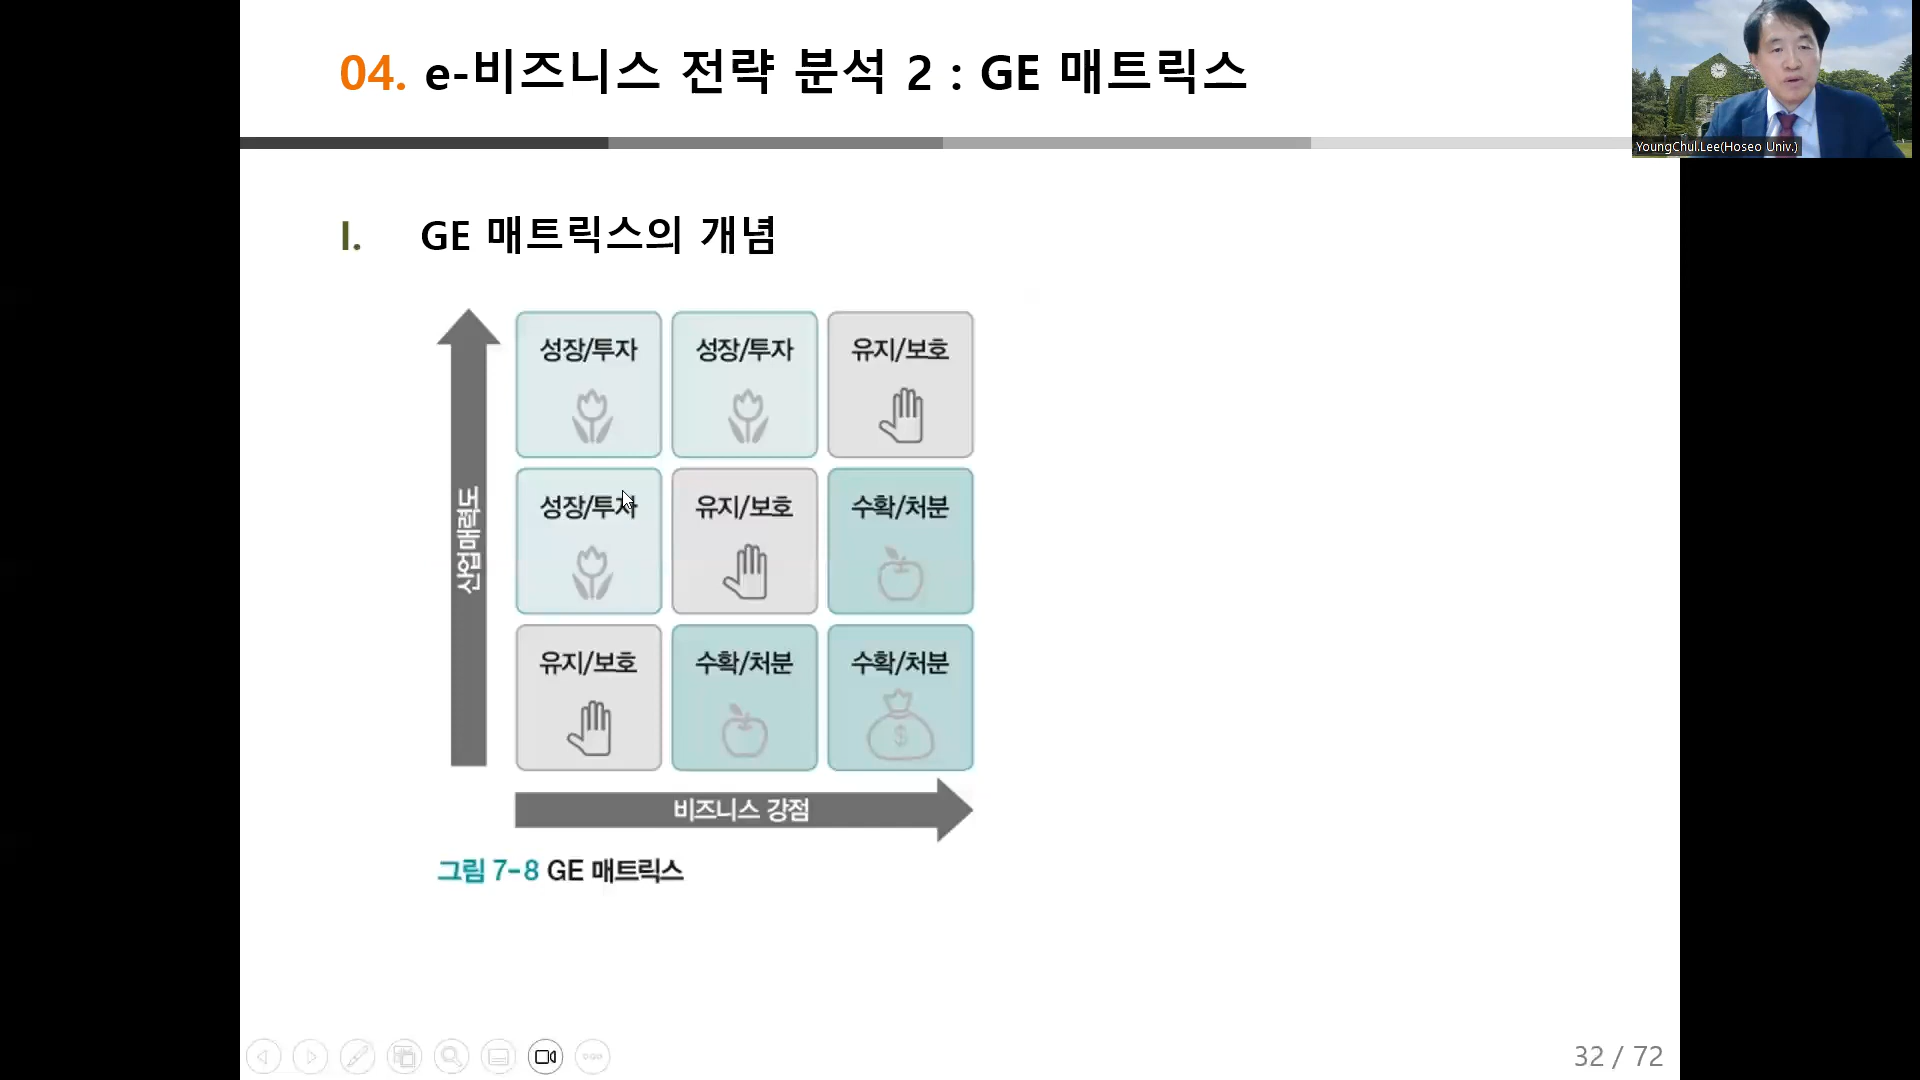 04. e-비즈니스 전략 분석 2 : GE 매트릭스
YoungChul.Lee(Hoseo Univ.)
I. GE 매트릭스의 개념
성장/투자 성장/투자 유지/보호
성장/투자 유지/보호 수확/처분
유지/보호 수확/처분 수확/처분
$
산업매력도
비즈니스 강점
그림 7-8 GE 매트릭스
32 / 72